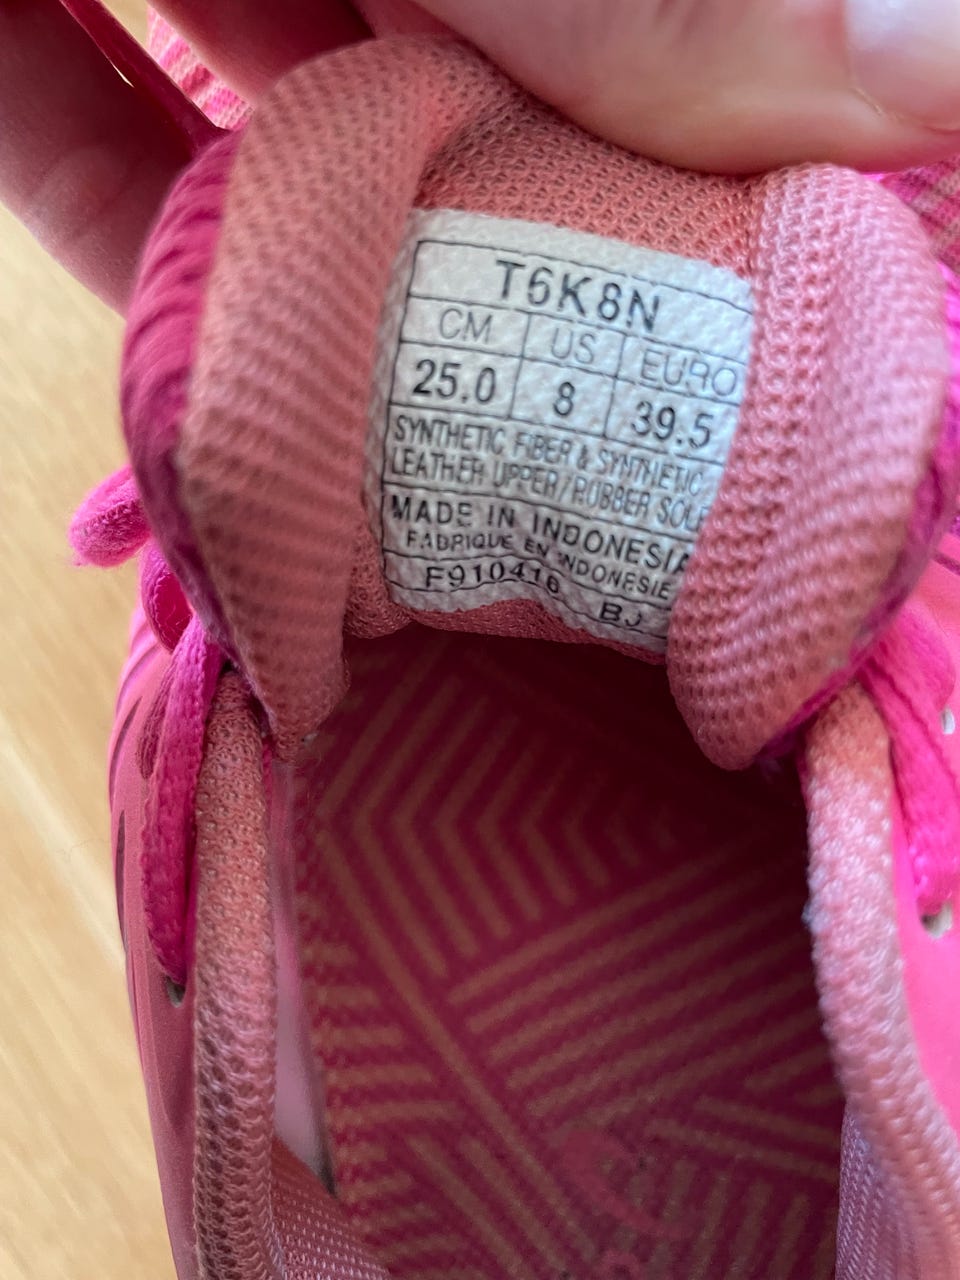 T6K8N
CM US EURO
25.0 8 39.5
SYNTHETIC FIBER & SYNTHETIC
LEATHER UPPER/RUBBER SOLE
MADE IN INDONESIA
FABRIQUE EN INDONESIE
F910416 BJ